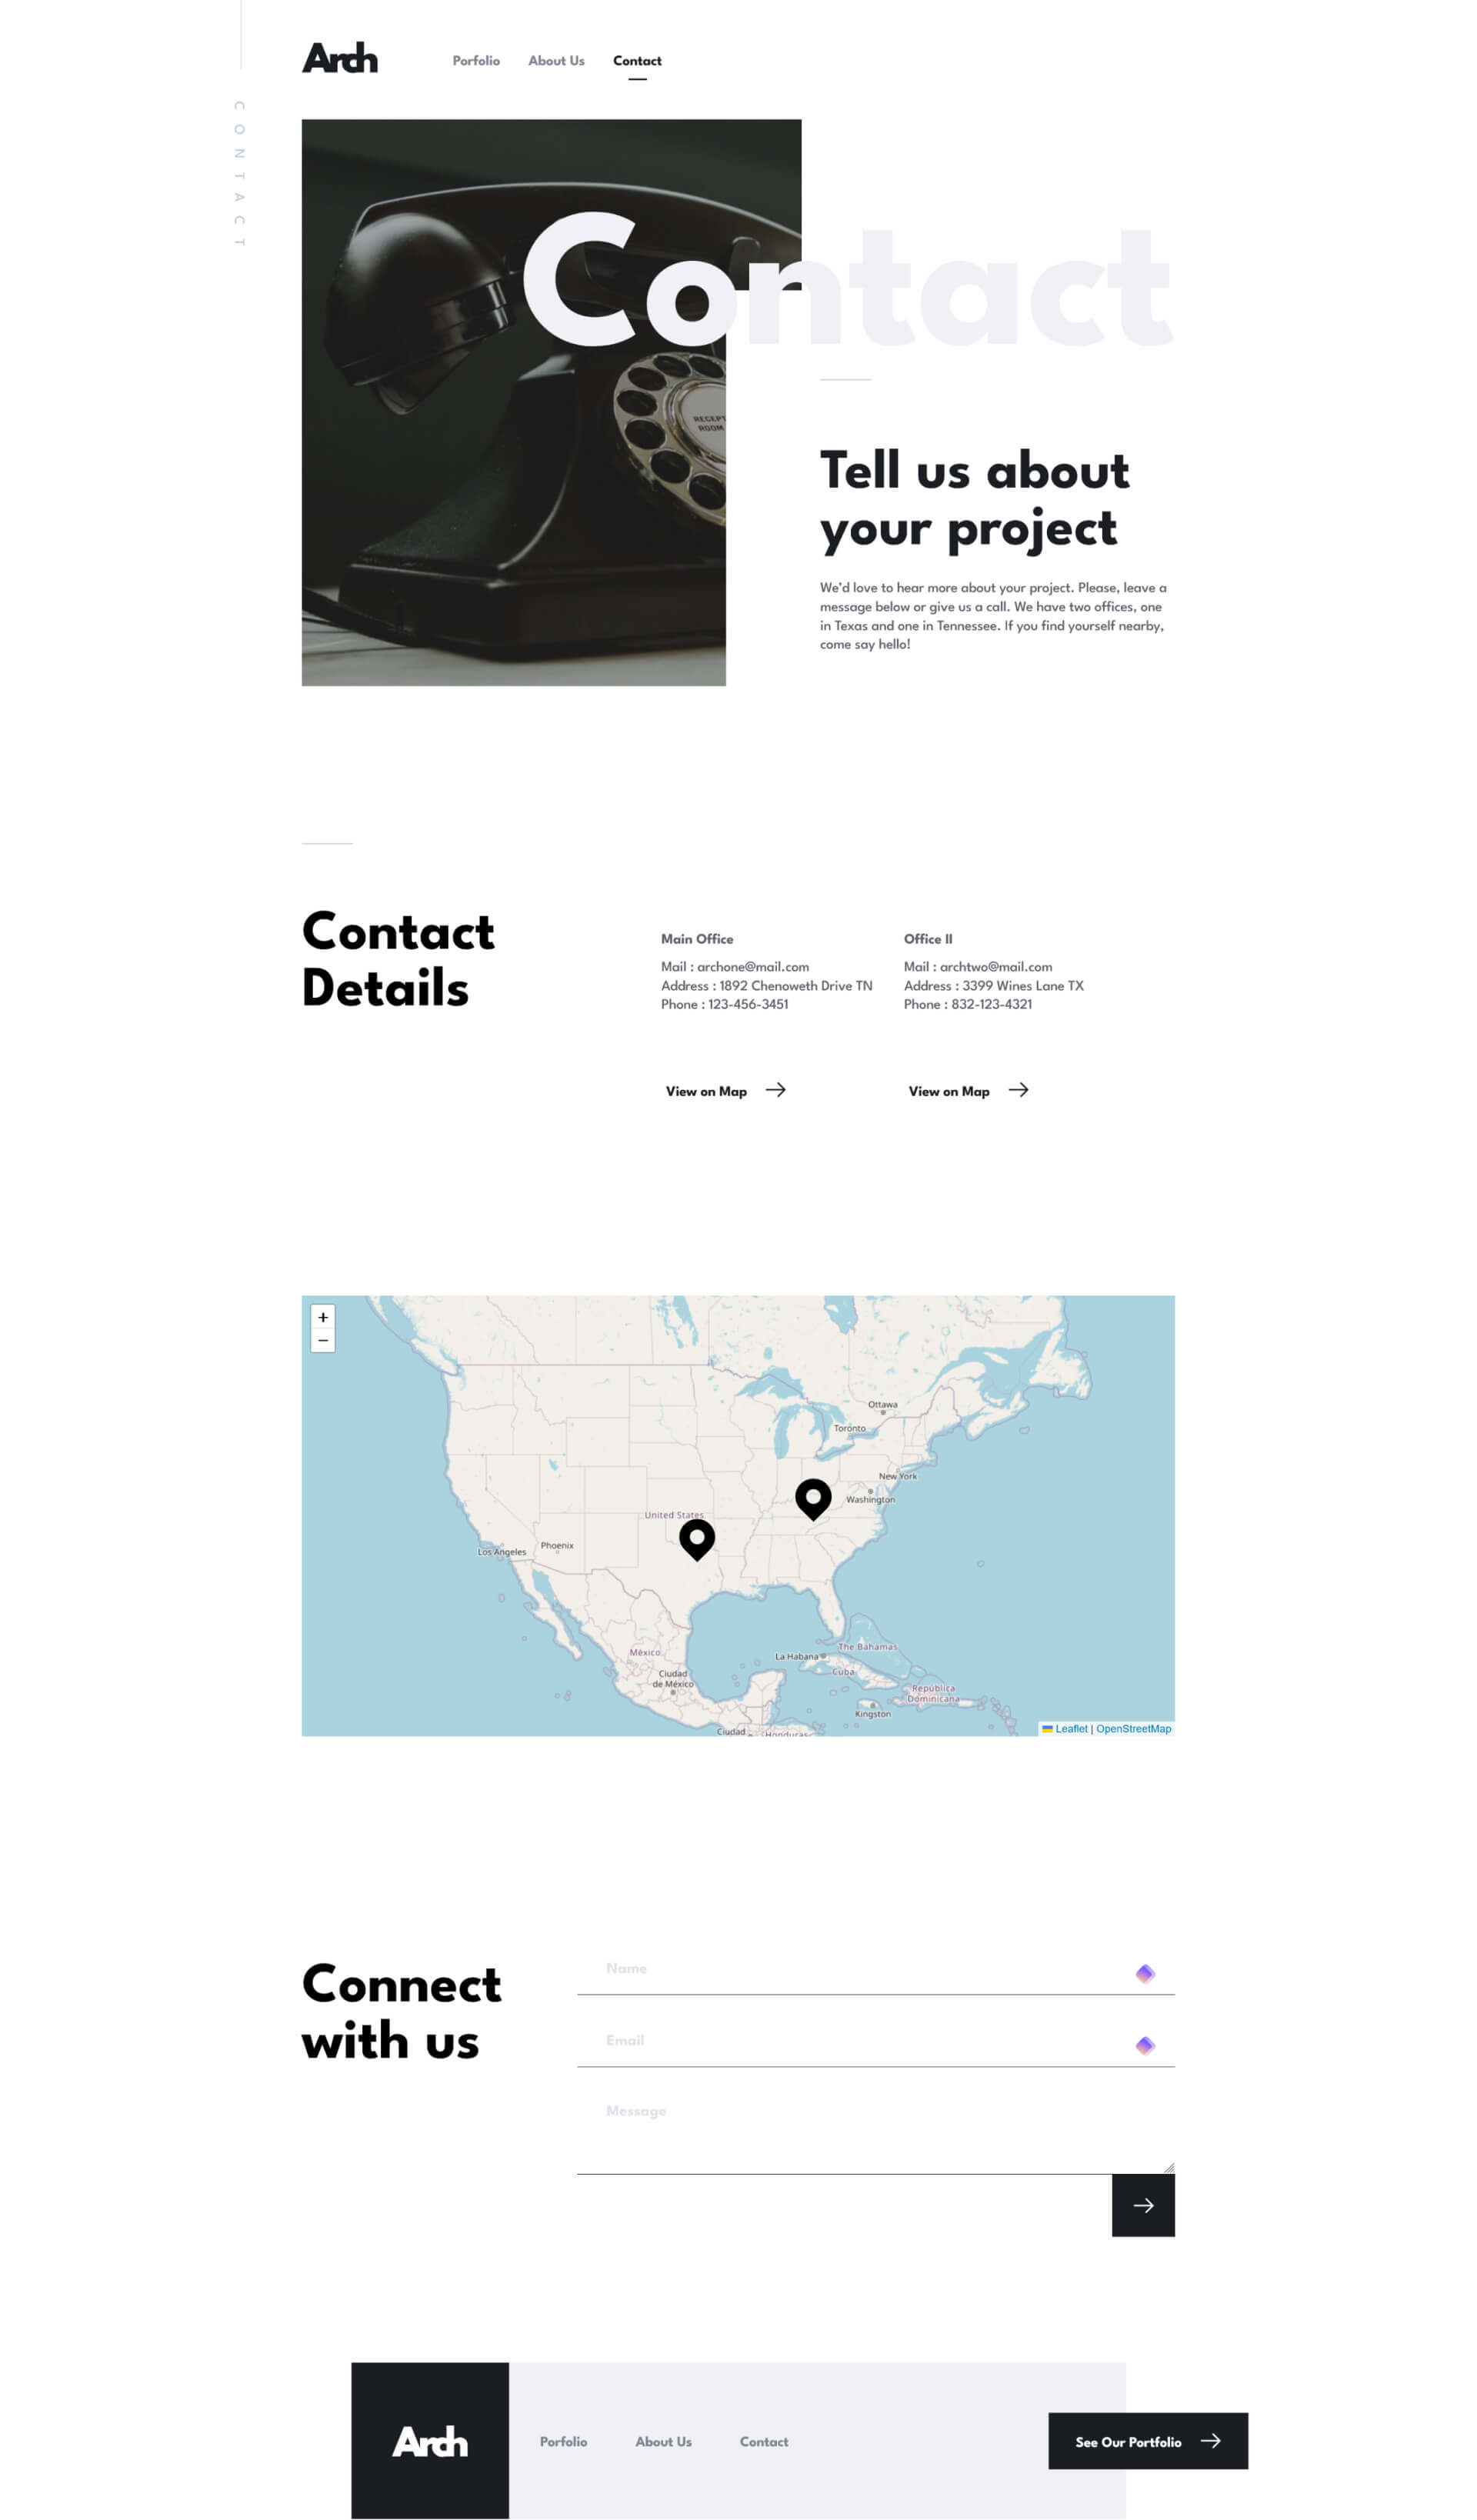 Arch
Porfolio
About Us
Contact
CONTACT
Contact
RECEPT
ROOM
Tell us about
your project
We'd love to hear more about your project. Please, leave a
message below or give us a call. We have two offices, one
in Texas and one in Tennessee. If you find yourself nearby,
come say hello!
Contact
Details
Main Office
Mail : archone@mail.com
Address : 1892 Chenoweth Drive TN
Phone : 123-456-3451
View on Map
Office II
Mail : archtwo@mail.com
Address : 3399 Wines Lane TX
Phone : 832-123-4321
View on Map
+
−
Ottawa
Toronto
New York
Washington
United States
Phoenix
Los Angeles
México
Ciudad
de México
La Habana
The Bahamas
Cuba
República
Dominicana
Kingston
Ciudad
Honduras
Leaflet | OpenStreetMap
Connect
with us
Name
Email
Message
Arch
Porfolio
About Us
Contact
See Our Portfolio